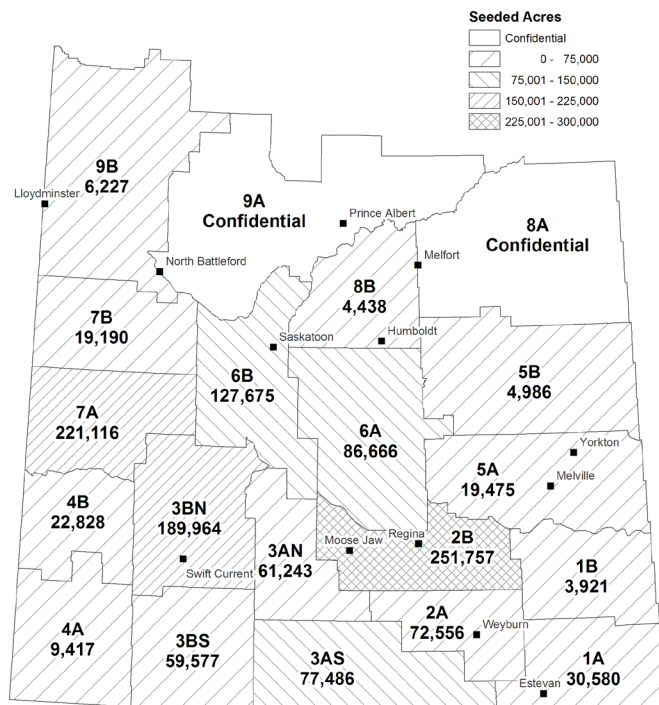 Seeded Acres
Confidential
0 - 75,000
75,001 - 150,000
150,001 - 225,000
225,001 - 300,000
9B
6,227
Lloydminster
9A
Confidential
Prince Albert
8A
Confidential
North Battleford
Melfort
8B
4,438
7B
19,190
Saskatoon
Humboldt
6B
127,675
5B
4,986
7A
221,116
6A
86,666
Yorkton
5A
19,475
Melville
4B
22,828
3BN
189,964
Swift Current
3AN
61,243
Moose Jaw
Regina
2B
251,757
1B
3,921
2A
72,556
Weyburn
4A
9,417
3BS
59,577
3AS
77,486
1A
30,580
Estevan